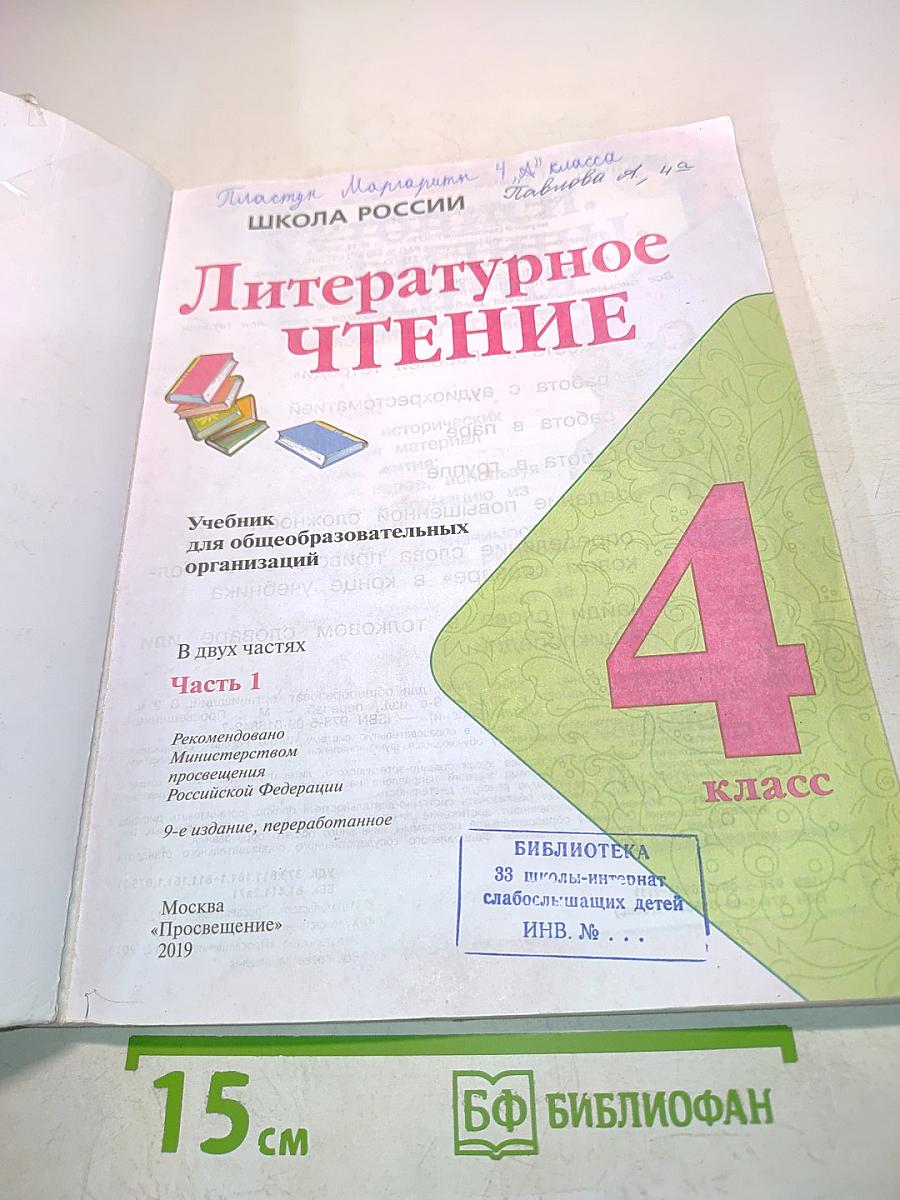 Пластун Маргариты 4 „А" класса
Павлова А, 4а
ШКОЛА РОССИИ
Литературное
ЧТЕНИЕ
Учебник
для общеобразовательных
организаций
В двух частях
Часть 1
Рекомендовано
Министерством
просвещения
Российской Федерации
9-е издание, переработанное
Москва
«Просвещение»
2019
4
класс
БИБЛИОТЕКА
33 школы-интернат
слабослышащих детей
ИНВ. № . . .
15 см
БФ БИБЛИОФАН